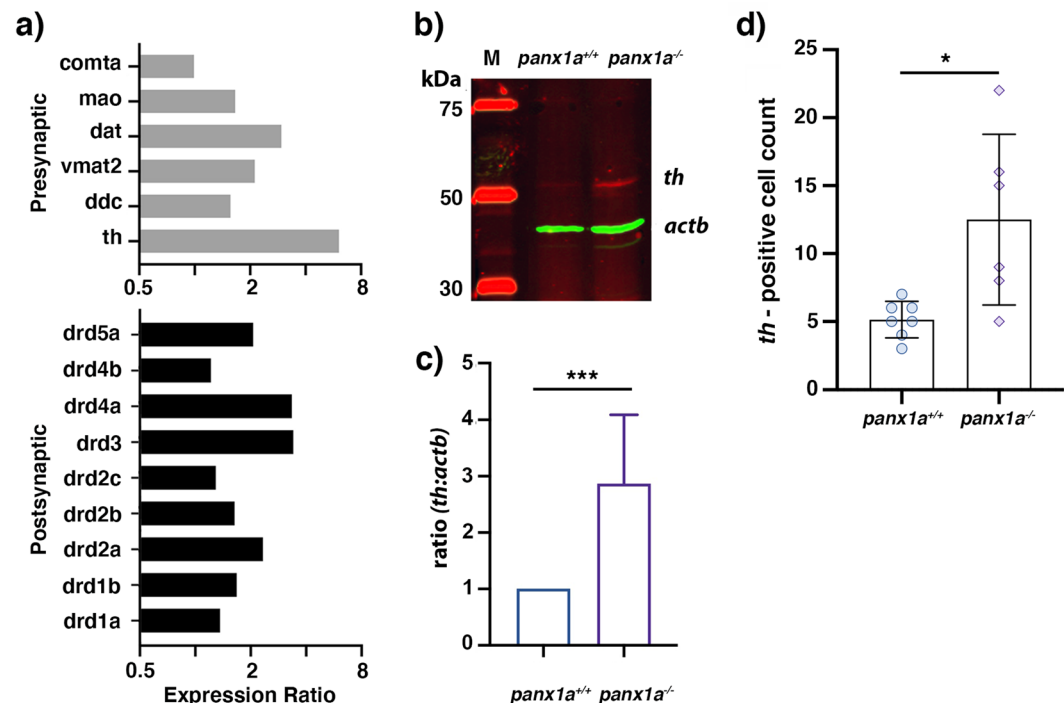 a)
Presynaptic
comta
mao
dat
vmat2
ddc
th
0.5 2 8
Postsynaptic
drd5a
drd4b
drd4a
drd3
drd2c
drd2b
drd2a
drd1b
drd1a
0.5 2 8
Expression Ratio
b)
M panx1a+/+ panx1a-/-
kDa
75
50
30
th
actb
c)
ratio (th:actb)
5
4
3
2
1
0
***
panx1a+/+ panx1a-/-
d)
th - positive cell count
25
20
15
10
5
0
*
panx1a+/+ panx1a-/-